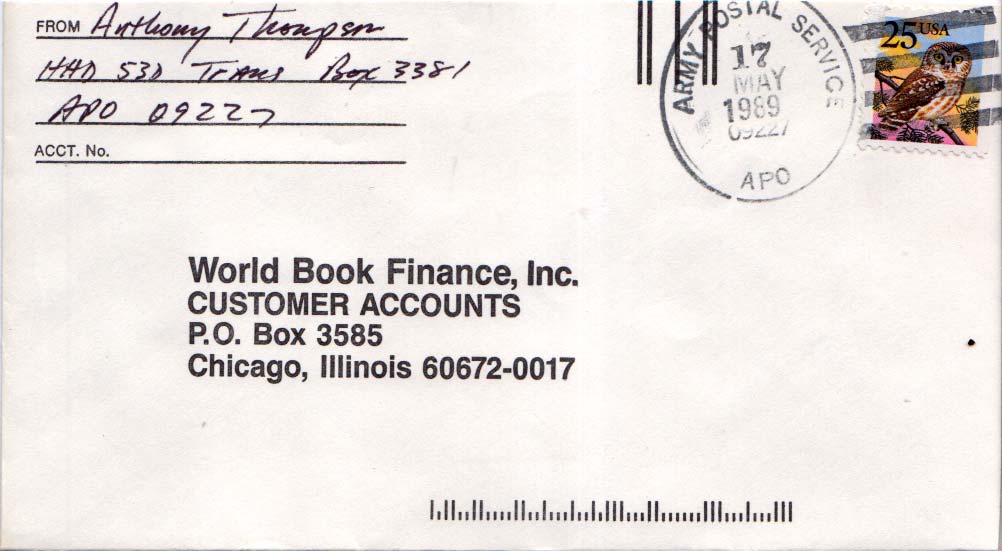 FROM Anthony Thompson
HHD 530 Trans Box 3381
APO 09227
ACCT. No.
ARMY POSTAL SERVICE
17
MAY
1989
09227
APO
25 USA
World Book Finance, Inc.
CUSTOMER ACCOUNTS
P.O. Box 3585
Chicago, Illinois 60672-0017